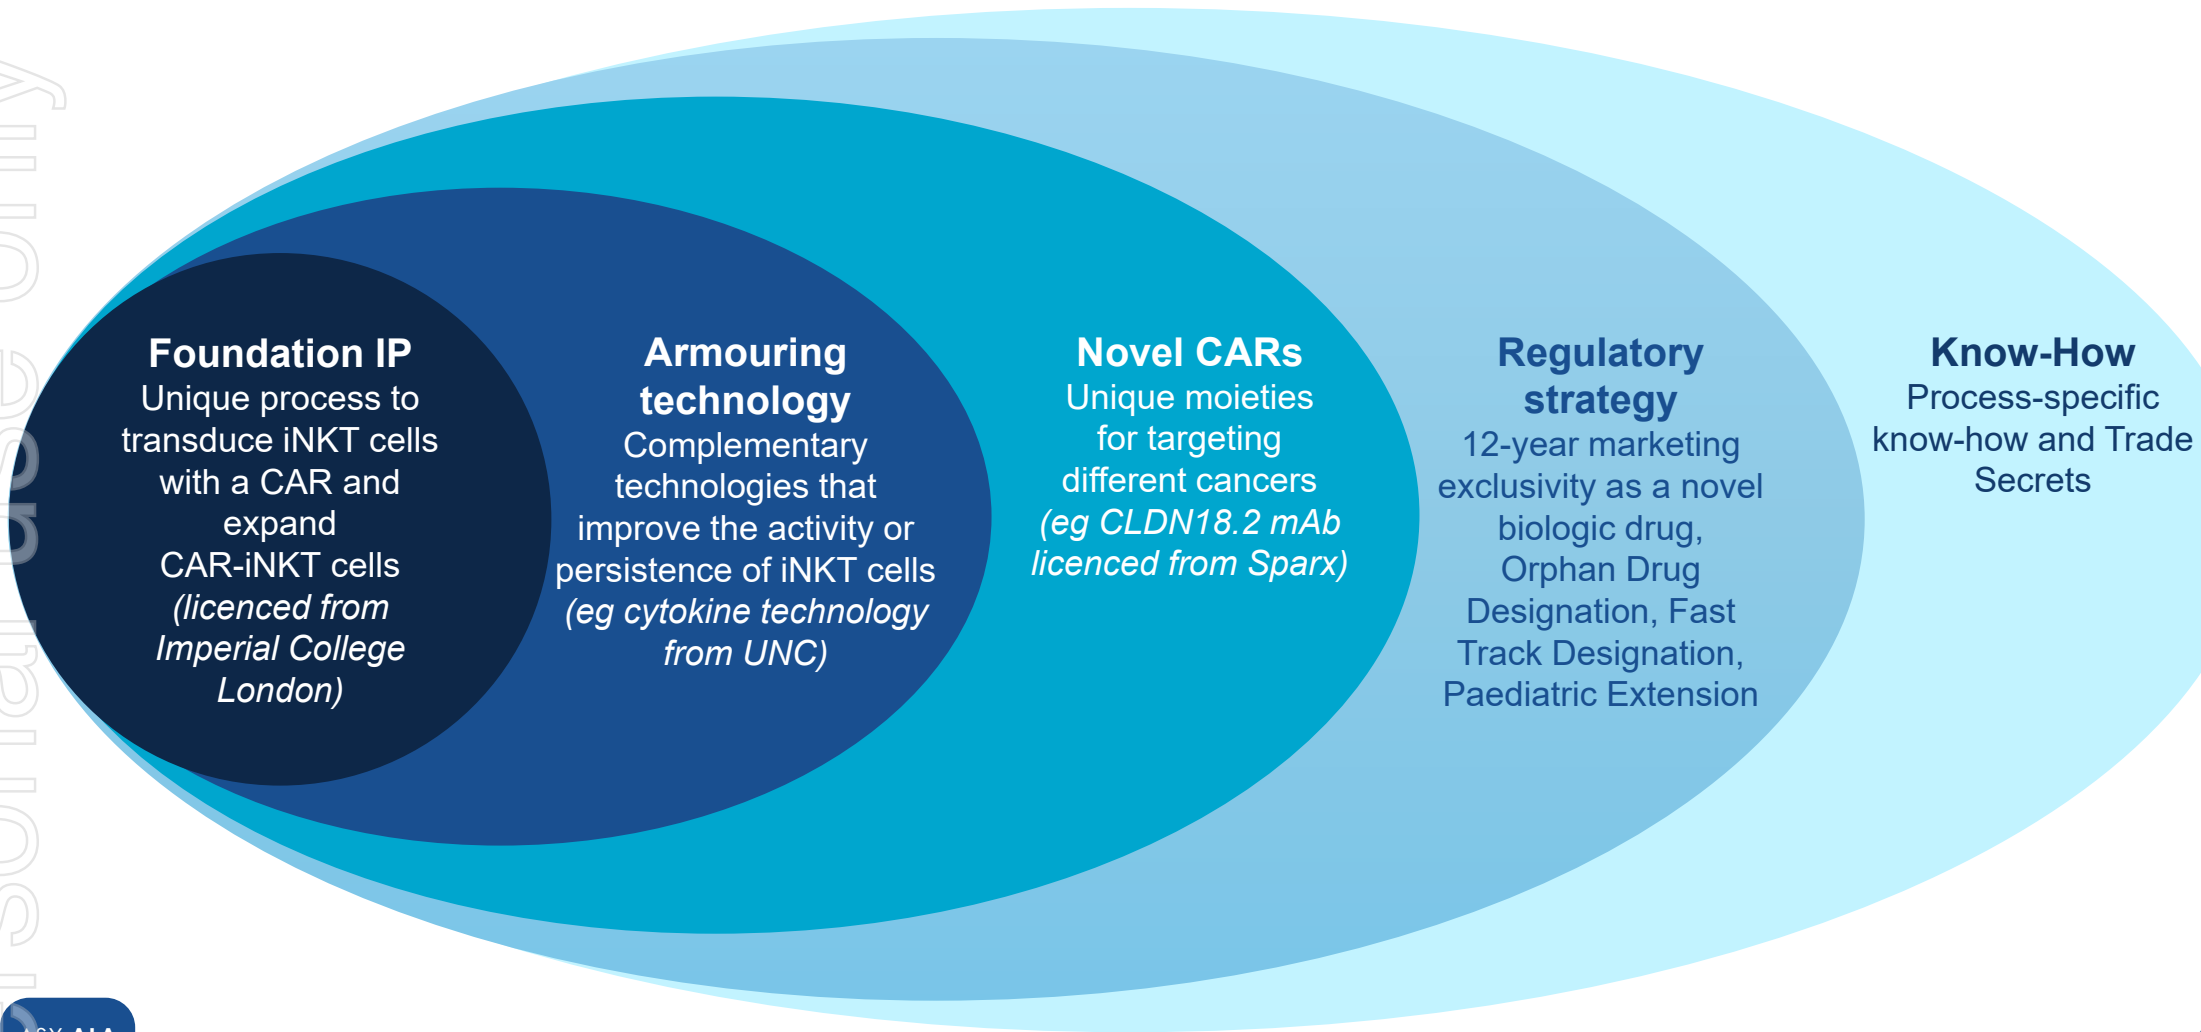 Foundation IP
Unique process to
transduce iNKT cells
with a CAR and
expand
CAR-iNKT cells
(licenced from
Imperial College
London)
Armouring
technology
Complementary
technologies that
improve the activity or
persistence of iNKT cells
(eg cytokine technology
from UNC)
Novel CARs
Unique moieties
for targeting
different cancers
(eg CLDN18.2 mAb
licenced from Sparx)
Regulatory
strategy
12-year marketing
exclusivity as a novel
biologic drug,
Orphan Drug
Designation, Fast
Track Designation,
Paediatric Extension
Know-How
Process-specific
know-how and Trade
Secrets
use only